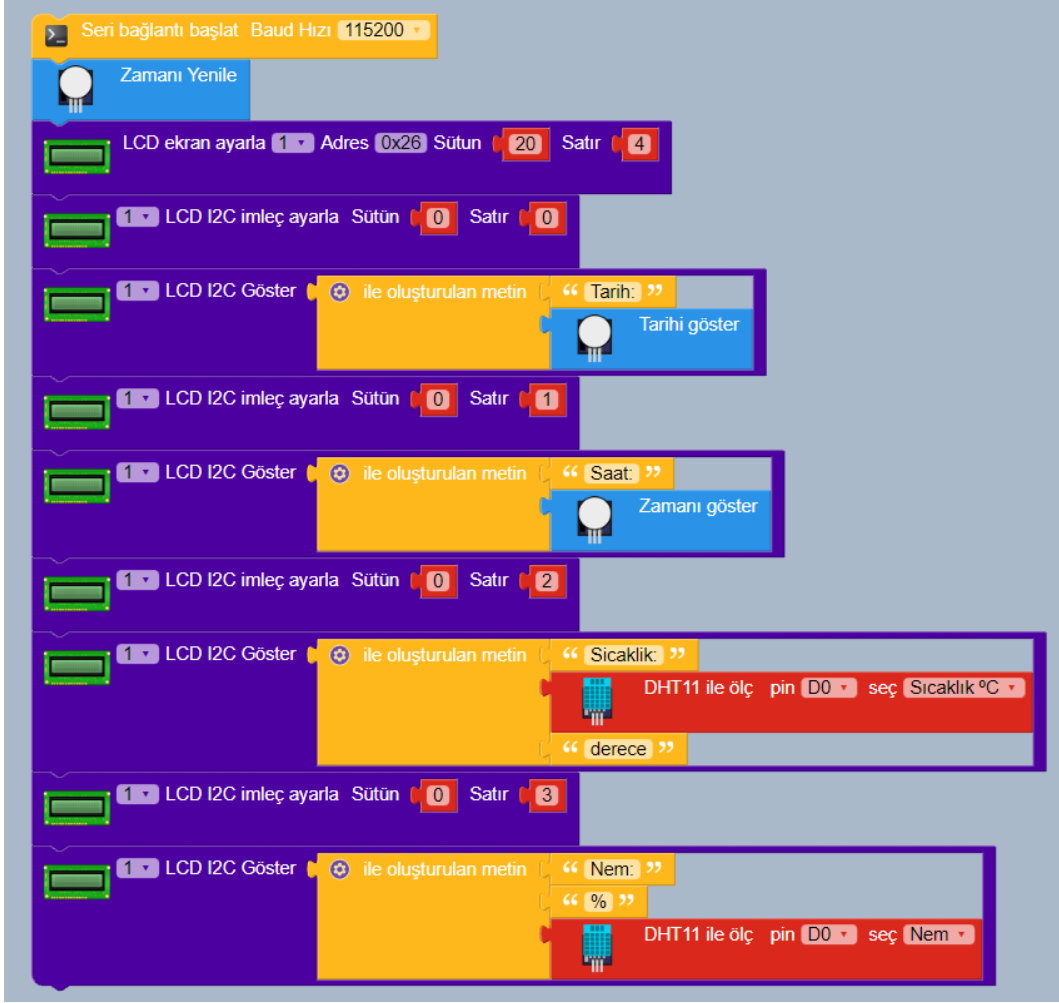 Seri bağlantı başlat Baud Hızı 115200
Zamanı Yenile
LCD ekran ayarla 1 Adres 0x26 Sütun 20 Satır 4
1 LCD I2C imleç ayarla Sütün 0 Satır 0
1 LCD I2C Göster ile oluşturulan metin “ Tarih: ”
Tarihi göster
1 LCD I2C imleç ayarla Sütün 0 Satır 1
1 LCD I2C Göster ile oluşturulan metin “ Saat: ”
Zamanı göster
1 LCD I2C imleç ayarla Sütün 0 Satır 2
1 LCD I2C Göster ile oluşturulan metin “ Sicaklik: ”
DHT11 ile ölç pin D0 seç Sıcaklık ºC
“ derece ”
1 LCD I2C imleç ayarla Sütün 0 Satır 3
1 LCD I2C Göster ile oluşturulan metin “ Nem: ”
“ % ”
DHT11 ile ölç pin D0 seç Nem